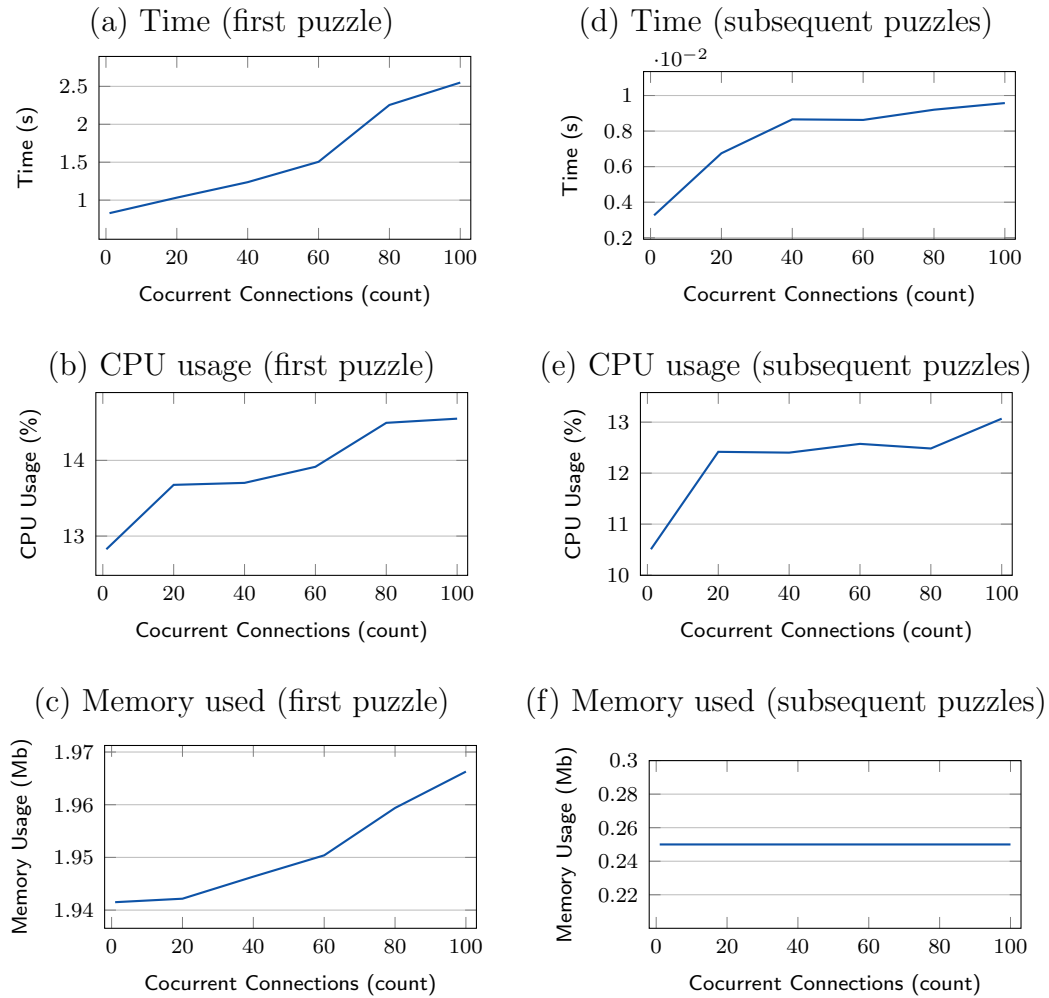 (a) Time (first puzzle)
2.5
2
1.5
1
Time (s)
0 20 40 60 80 100
Cocurrent Connections (count)
(d) Time (subsequent puzzles)
·10⁻²
1
0.8
0.6
0.4
0.2
Time (s)
0 20 40 60 80 100
Cocurrent Connections (count)
(b) CPU usage (first puzzle)
14
13
CPU Usage (%)
0 20 40 60 80 100
Cocurrent Connections (count)
(e) CPU usage (subsequent puzzles)
13
12
11
10
CPU Usage (%)
0 20 40 60 80 100
Cocurrent Connections (count)
(c) Memory used (first puzzle)
1.97
1.96
1.95
1.94
Memory Usage (Mb)
0 20 40 60 80 100
Cocurrent Connections (count)
(f) Memory used (subsequent puzzles)
0.3
0.28
0.26
0.24
0.22
Memory Usage (Mb)
0 20 40 60 80 100
Cocurrent Connections (count)